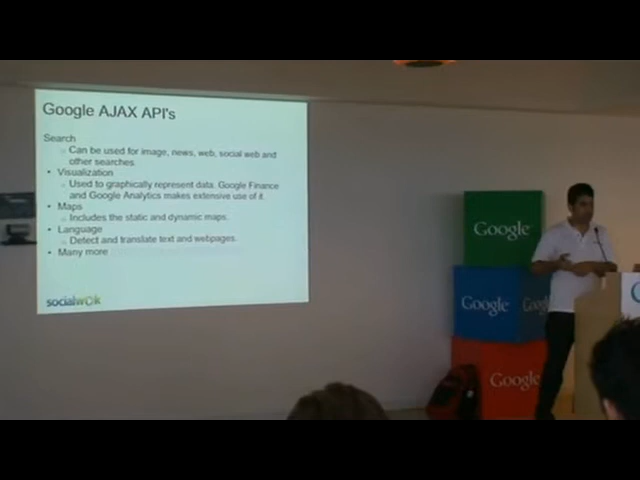 Google AJAX API's
Search
Can be used for image, news, web, social web and
other searches.
• Visualization
Used to graphically represent data. Google Finance
and Google Analytics makes extensive use of it.
• Maps
Includes the static and dynamic maps.
• Language
Detect and translate text and webpages.
• Many more
socialwok
Google
Google
Google
Google